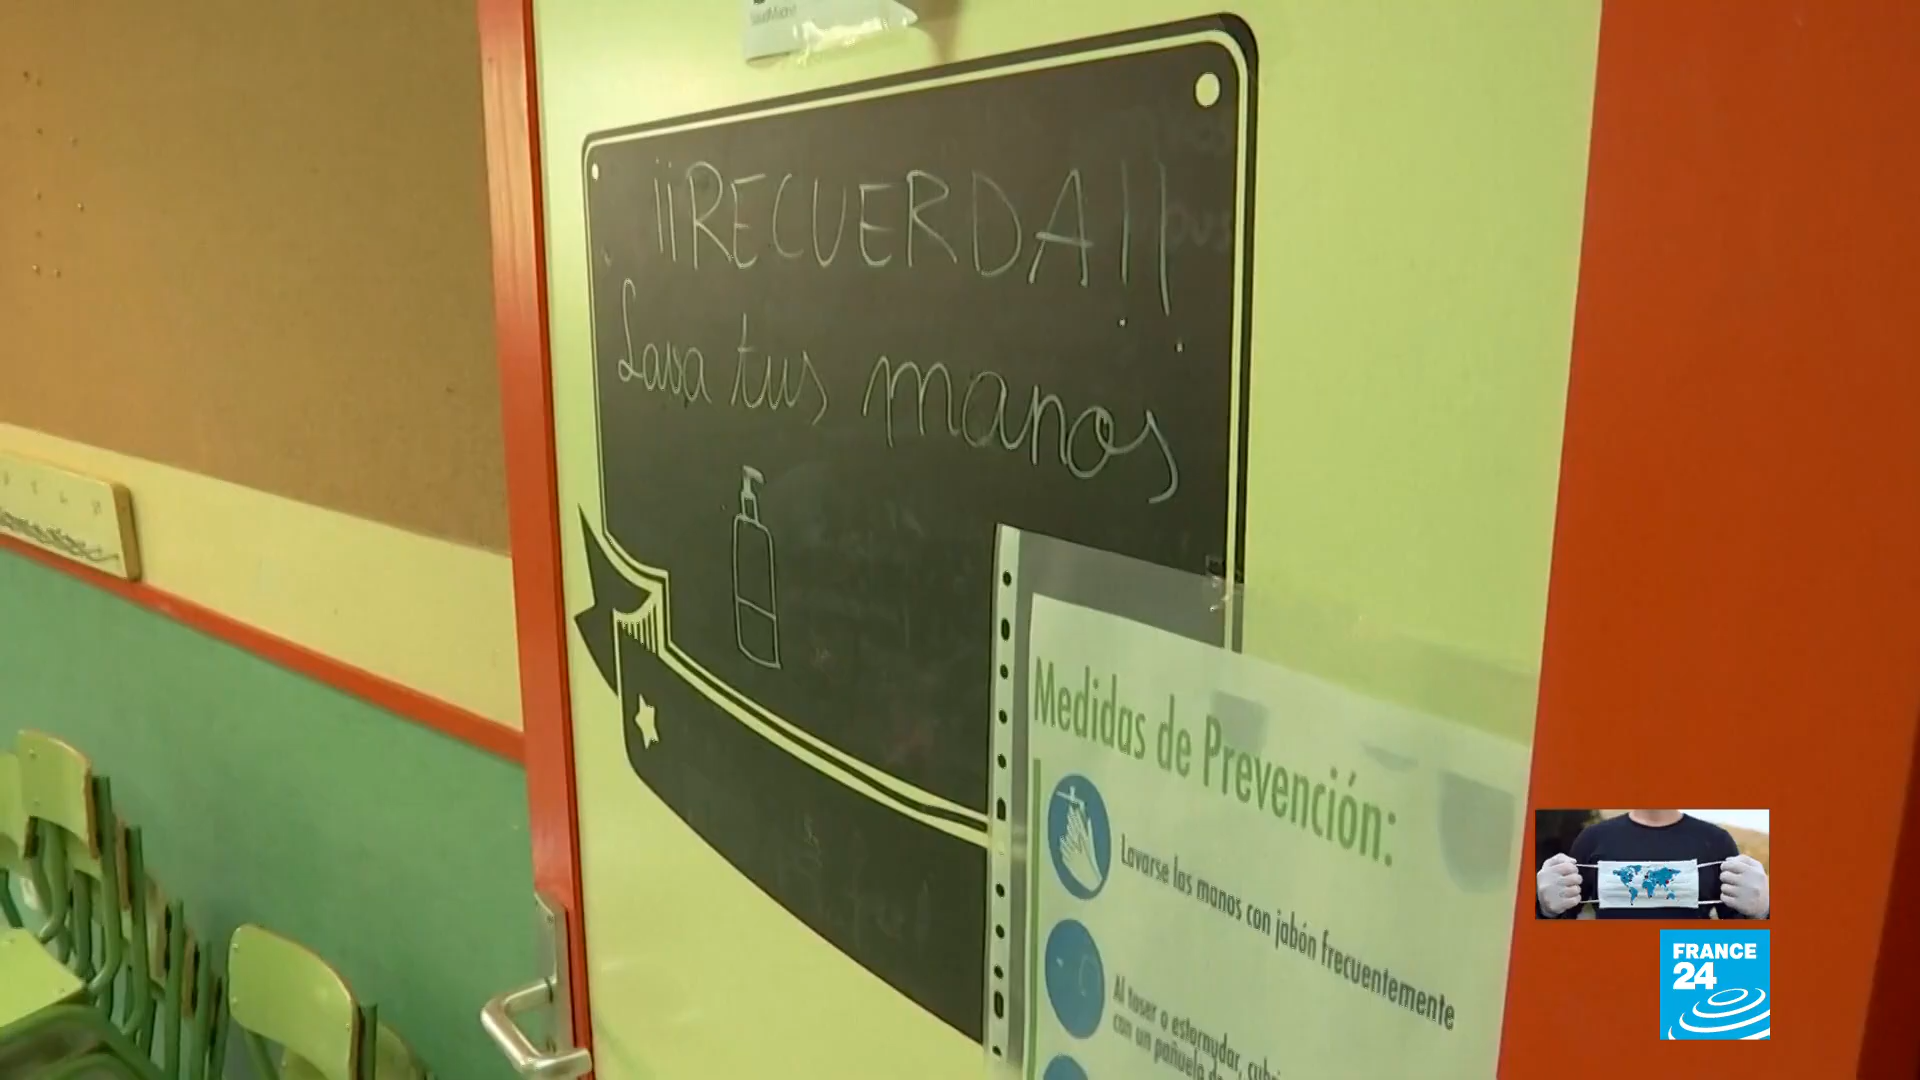 ¡¡RECUERDA!!
Lava tus manos
Medidas de Prevención:
Lavarse las manos con jabón frecuentemente
Al toser o estornudar,
con un pañuelo
FRANCE
24